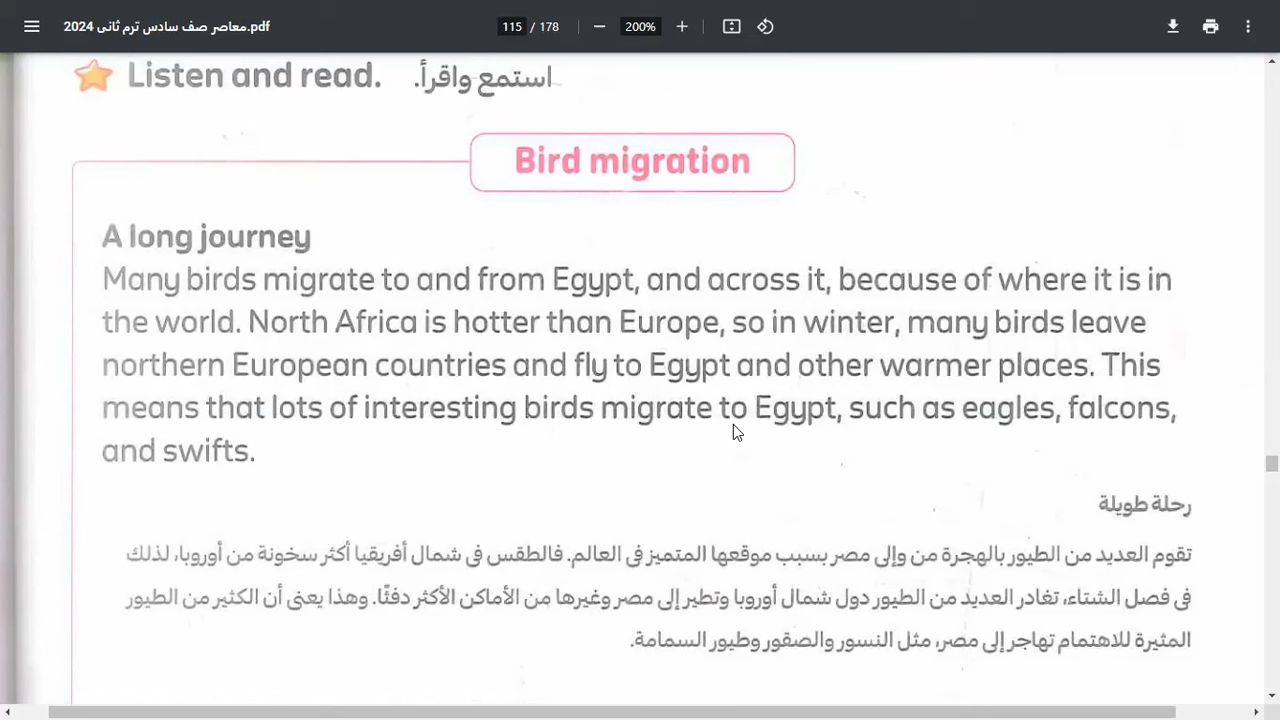 معاصر صف سادس ترم ثانى 2024.pdf
115 / 178
200%
Listen and read. استمع واقرأ.
Bird migration
A long journey
Many birds migrate to and from Egypt, and across it, because of where it is in
the world. North Africa is hotter than Europe, so in winter, many birds leave
northern European countries and fly to Egypt and other warmer places. This
means that lots of interesting birds migrate to Egypt, such as eagles, falcons,
and swifts.
رحلة طويلة
تقوم العديد من الطيور بالهجرة من وإلى مصر بسبب موقعها المتميز فى العالم. فالطقس فى شمال أفريقيا أكثر سخونة من أوروبا، لذلك
فى فصل الشتاء، تغادر العديد من الطيور دول شمال أوروبا وتطير إلى مصر وغيرها من الأماكن الأكثر دفئًا. وهذا يعنى أن الكثير من الطيور
المثيرة للاهتمام تهاجر إلى مصر، مثل النسور والصقور وطيور السمامة.